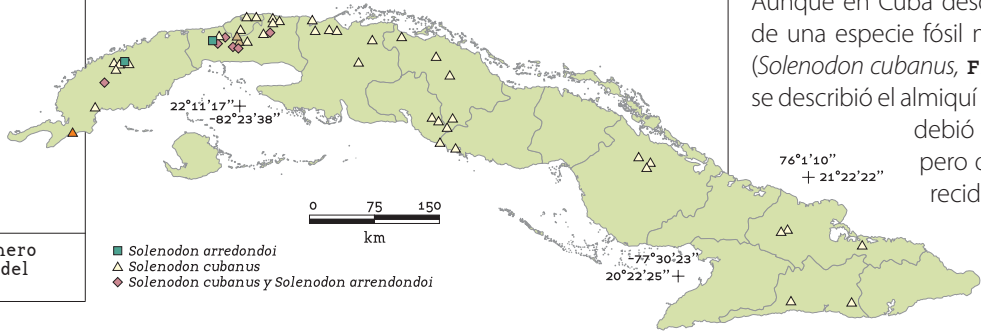 nero
del
22°11'17''+
-82°23'38''
0 75 150
km
Solenodon arredondoi
Solenodon cubanus
Solenodon cubanus y Solenodon arrendondoi
-77°30'23''
20°22'25''+
76°1'10''
+ 21°22'22''
Aunque en Cuba
de una especie fósil
(Solenodon cubanus, F
se describió el almiquí
debió
pero
recid